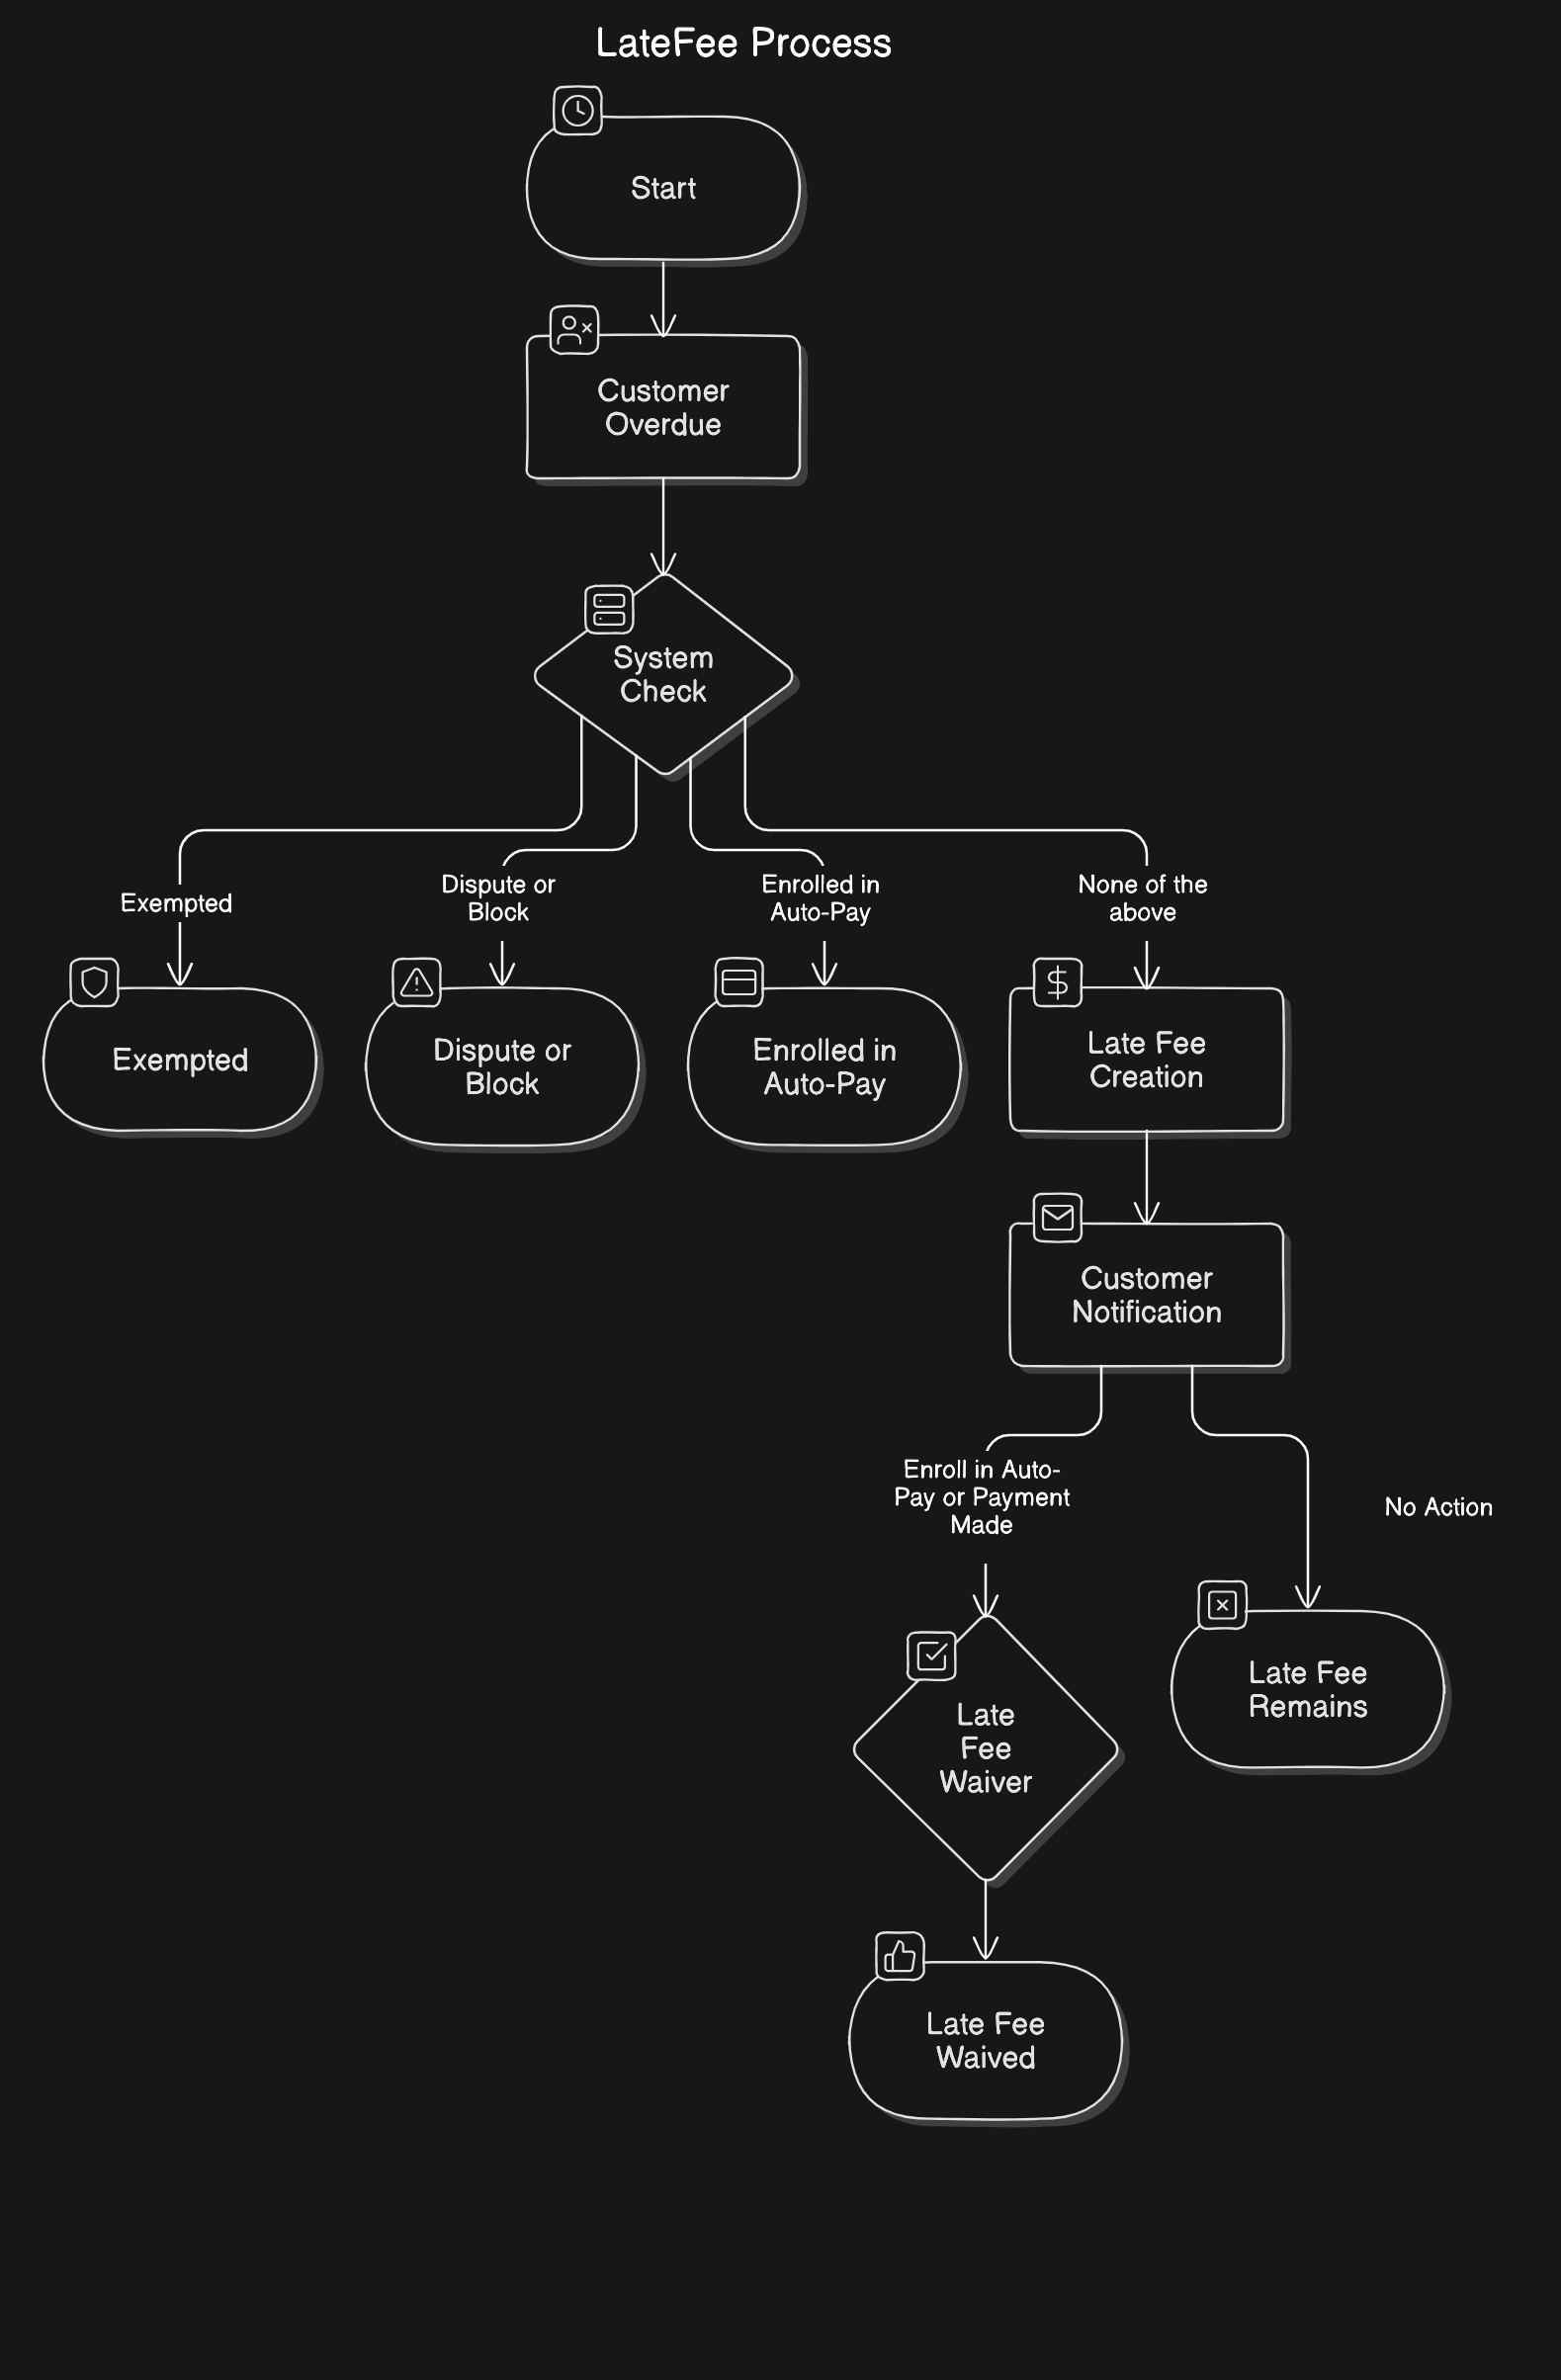 LateFee Process
Start
Customer
Overdue
System
Check
Exempted
Dispute or
Block
Enrolled in
Auto-Pay
None of the
above
Exempted
Dispute or
Block
Enrolled in
Auto-Pay
Late Fee
Creation
Customer
Notification
Enroll in Auto-
Pay or Payment
Made
No Action
Late Fee
Remains
Late
Fee
Waiver
Late Fee
Waived